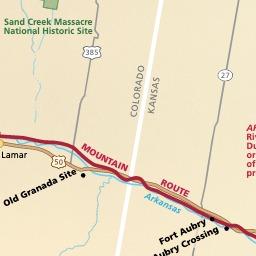 Sand Creek Massacre
National Historic Site
385
27
COLORADO
KANSAS
Lamar
50
MOUNTAIN
ROUTE
Old Granada Site
Arkansas
Fort Aubry
Aubry Crossing